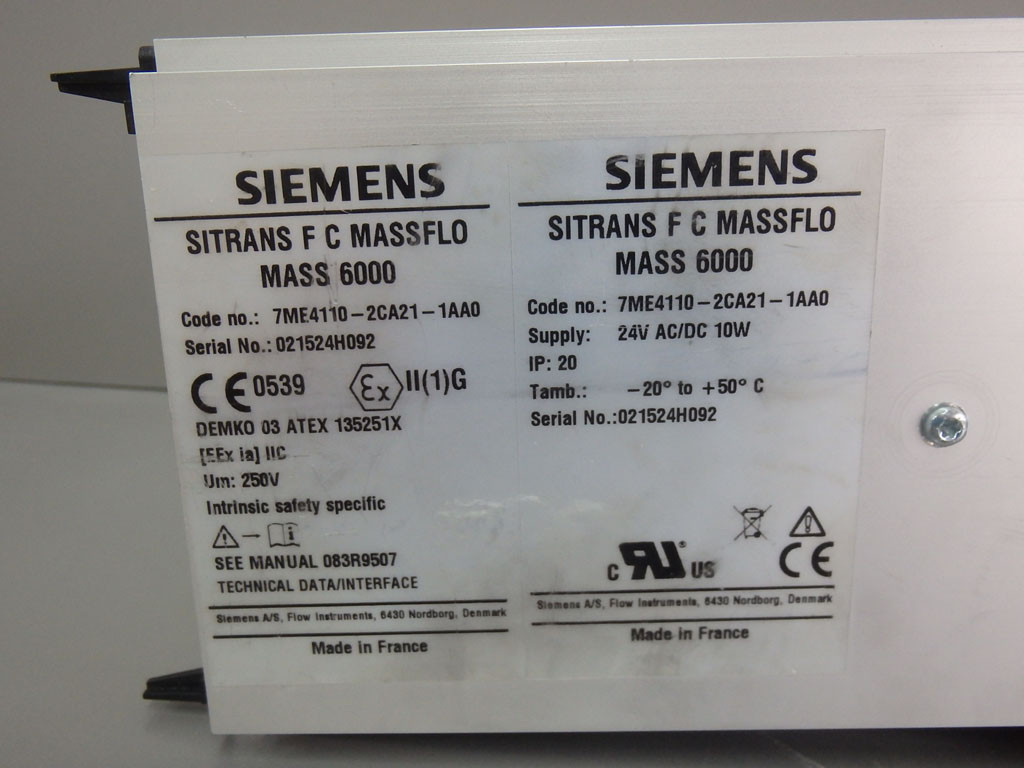 SIEMENS
SITRANS F C MASSFLO
MASS 6000
Code no.: 7ME4110-2CA21-1AA0
Serial No.: 021524H092
CE 0539 Ex II(1)G
DEMKO 03 ATEX 135251X
[EEx ia] IIC
Um: 250V
Intrinsic safety specific
SEE MANUAL 083R9507
TECHNICAL DATA/INTERFACE
Siemens A/S, Flow Instruments, 6430 Nordborg, Denmark
Made in France
SIEMENS
SITRANS F C MASSFLO
MASS 6000
Code no.: 7ME4110-2CA21-1AA0
Supply: 24V AC/DC 10W
IP: 20
Tamb.: -20° to +50° C
Serial No.:021524H092
C RU® US CE
Siemens A/S, Flow Instruments, 6430 Nordborg, Denmark
Made in France